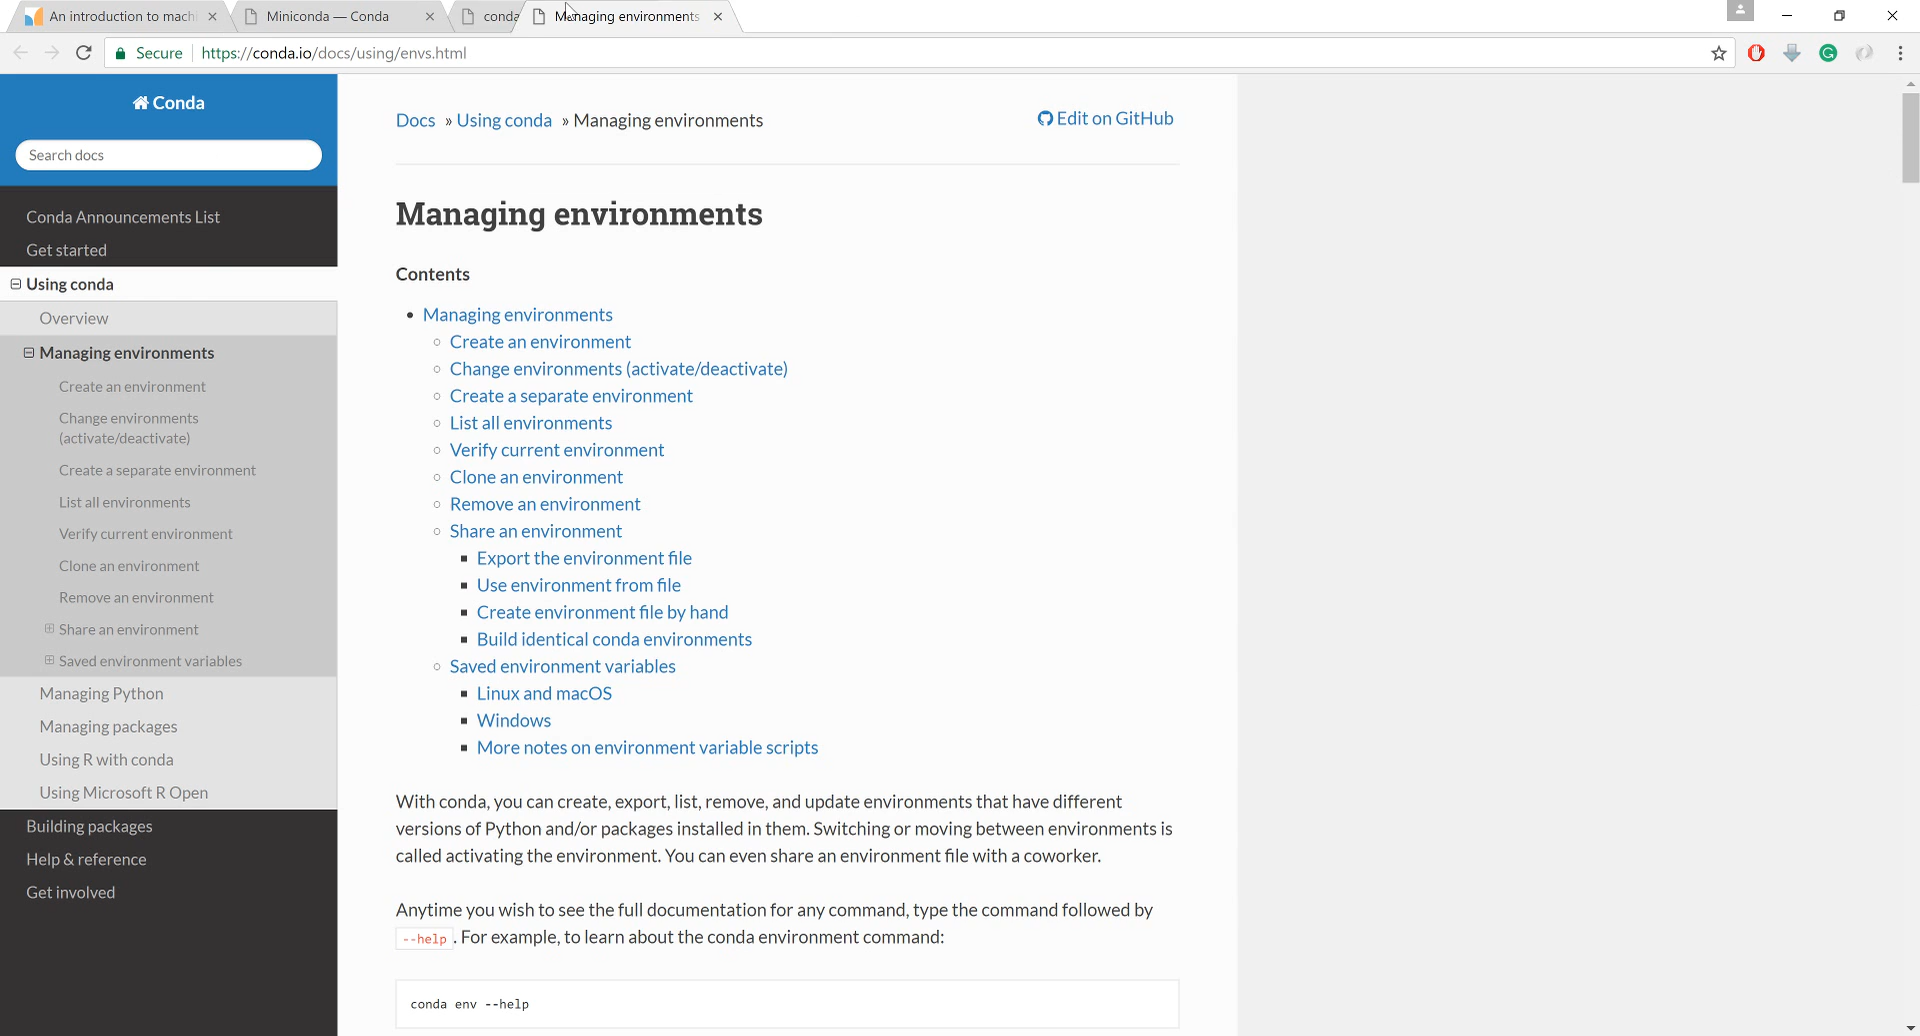 An introduction to mach
Miniconda — Conda
conda
Managing environments
Secure
https://conda.io/docs/using/envs.html
Conda
Search docs
Conda Announcements List
Get started
Using conda
Overview
Managing environments
Create an environment
Change environments
(activate/deactivate)
Create a separate environment
List all environments
Verify current environment
Clone an environment
Remove an environment
Share an environment
Saved environment variables
Managing Python
Managing packages
Using R with conda
Using Microsoft R Open
Building packages
Help & reference
Get involved
Docs » Using conda » Managing environments
Edit on GitHub
Managing environments
Contents
Managing environments
Create an environment
Change environments (activate/deactivate)
Create a separate environment
List all environments
Verify current environment
Clone an environment
Remove an environment
Share an environment
Export the environment file
Use environment from file
Create environment file by hand
Build identical conda environments
Saved environment variables
Linux and macOS
Windows
More notes on environment variable scripts
With conda, you can create, export, list, remove, and update environments that have different
versions of Python and/or packages installed in them. Switching or moving between environments is
called activating the environment. You can even share an environment file with a coworker.
Anytime you wish to see the full documentation for any command, type the command followed by
--help . For example, to learn about the conda environment command:
conda env --help